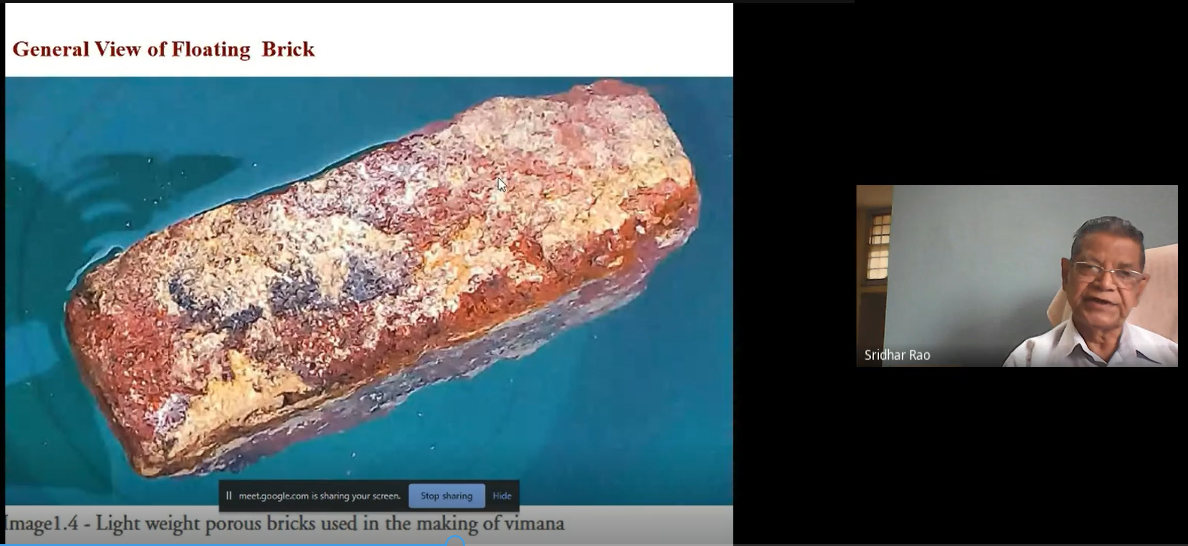 General View of Floating Brick
Sridhar Rao
meet.google.com is sharing your screen. Stop sharing Hide
Image1.4 - Light weight porous bricks used in the making of vimana